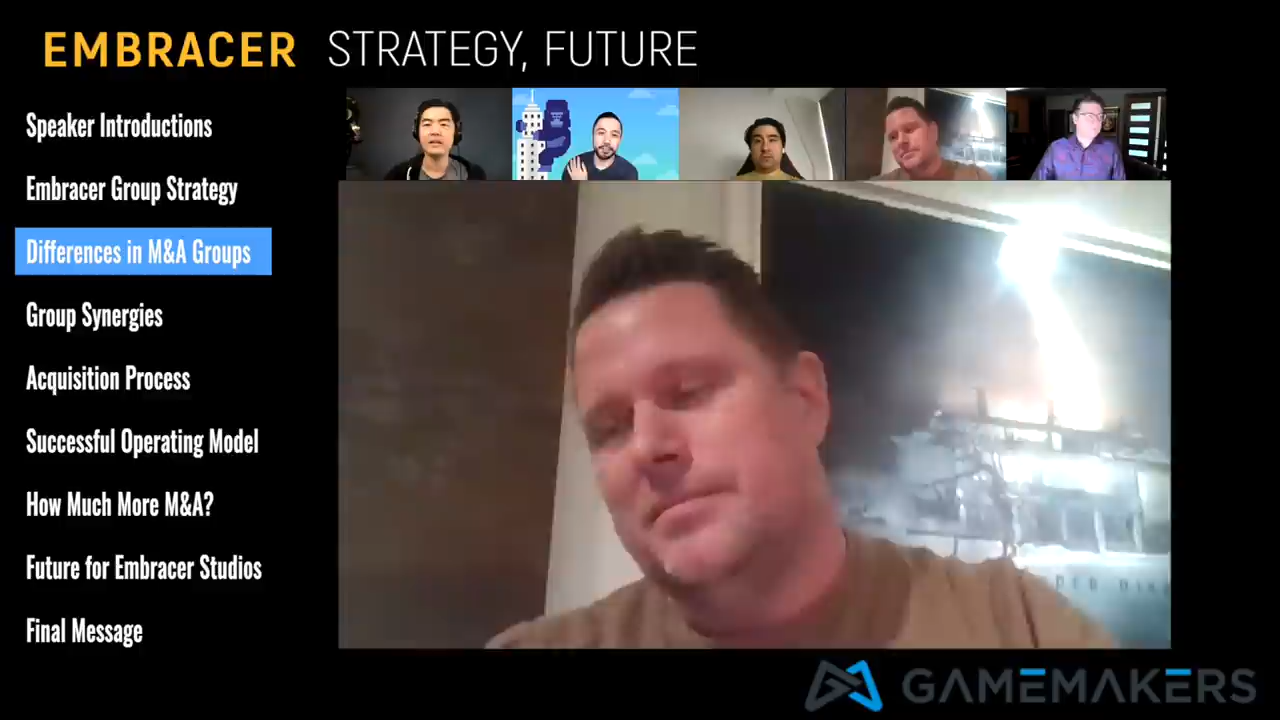 EMBRACER STRATEGY, FUTURE
Speaker Introductions
Embracer Group Strategy
Differences in M&A Groups
Group Synergies
Acquisition Process
Successful Operating Model
How Much More M&A?
Future for Embracer Studios
Final Message
GAMEMAKERS